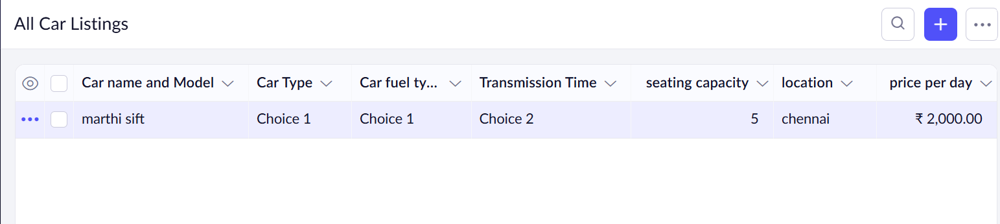 All Car Listings
Car name and Model Car Type Car fuel ty... Transmission Time seating capacity location price per day
marthi sift Choice 1 Choice 1 Choice 2 5 chennai ₹ 2,000.00